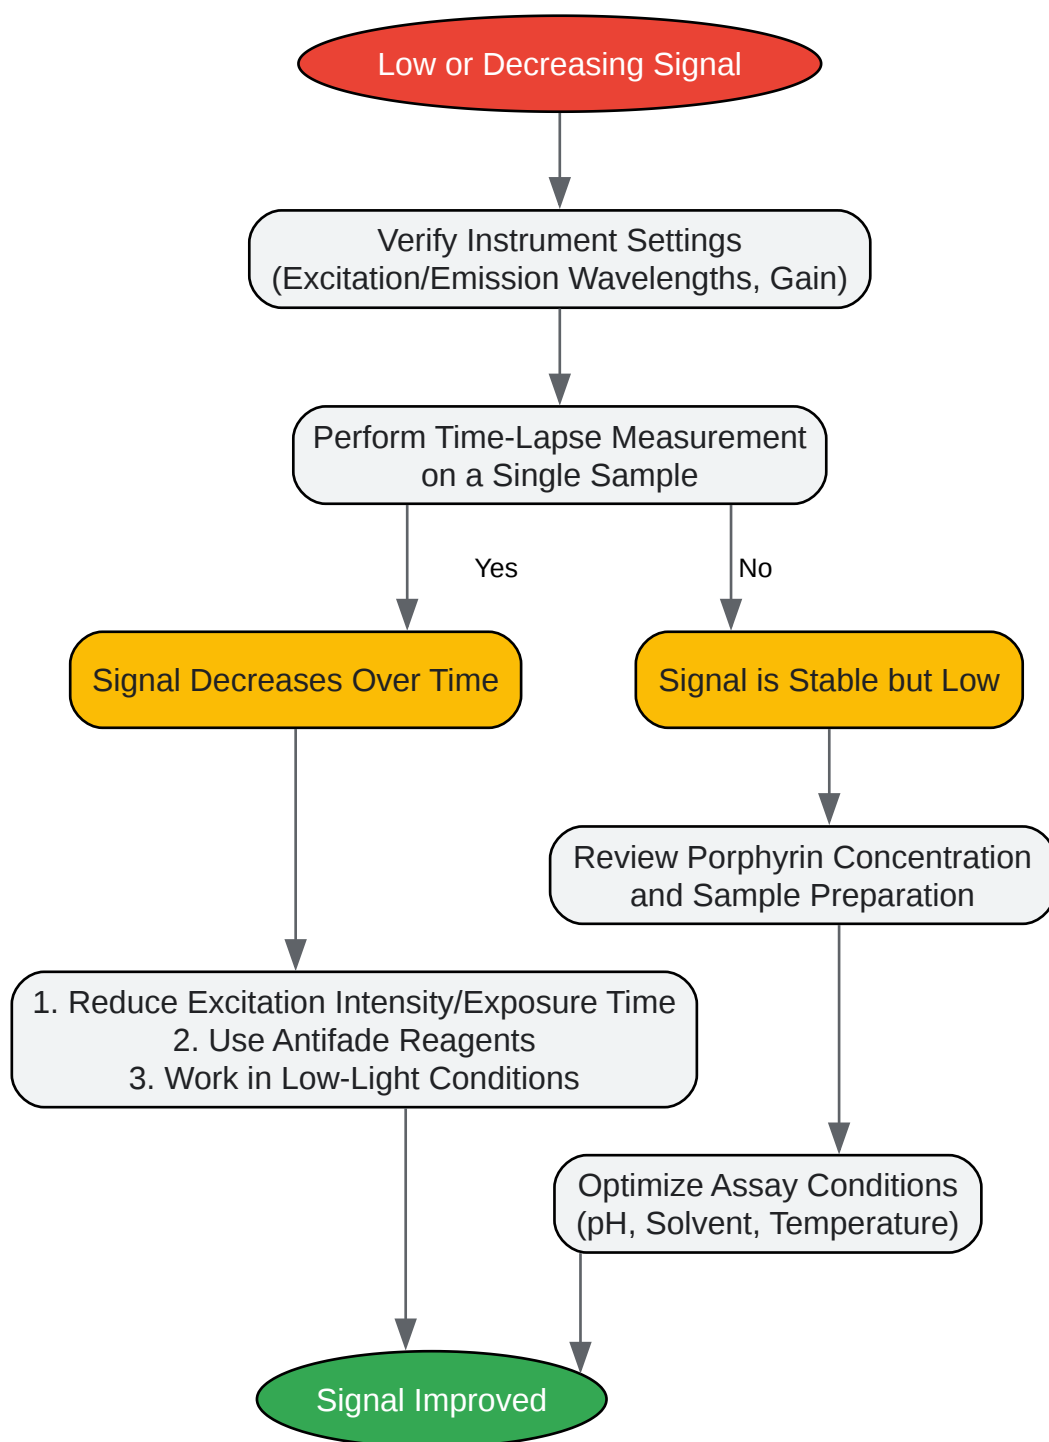 Low or Decreasing Signal
Verify Instrument Settings
(Excitation/Emission Wavelengths, Gain)
Perform Time-Lapse Measurement
on a Single Sample
Yes
No
Signal Decreases Over Time
Signal is Stable but Low
Review Porphyrin Concentration
and Sample Preparation
1. Reduce Excitation Intensity/Exposure Time
2. Use Antifade Reagents
3. Work in Low-Light Conditions
Optimize Assay Conditions
(pH, Solvent, Temperature)
Signal Improved